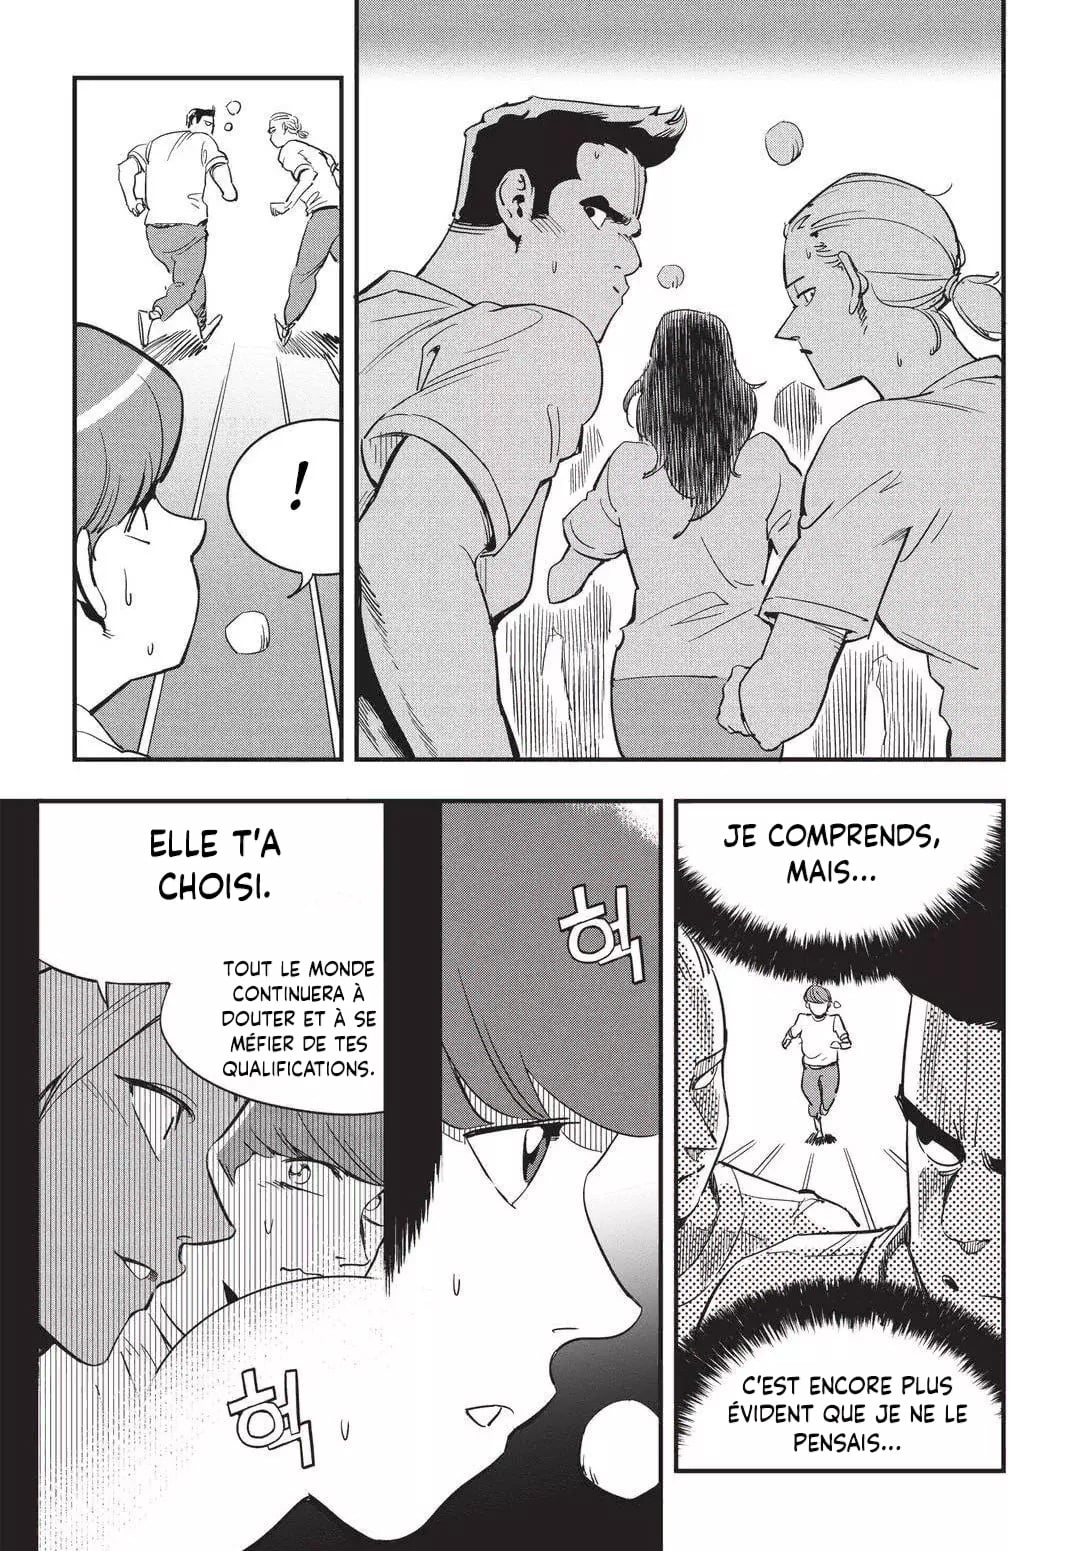 !
JE COMPRENDS,
MAIS...
C'EST ENCORE PLUS
ÉVIDENT QUE JE NE LE
PENSAIS...
헉
ELLE T'A
CHOISI.
TOUT LE MONDE
CONTINUERA À
DOUTER ET À SE
MÉFIER DE TES
QUALIFICATIONS.
헉